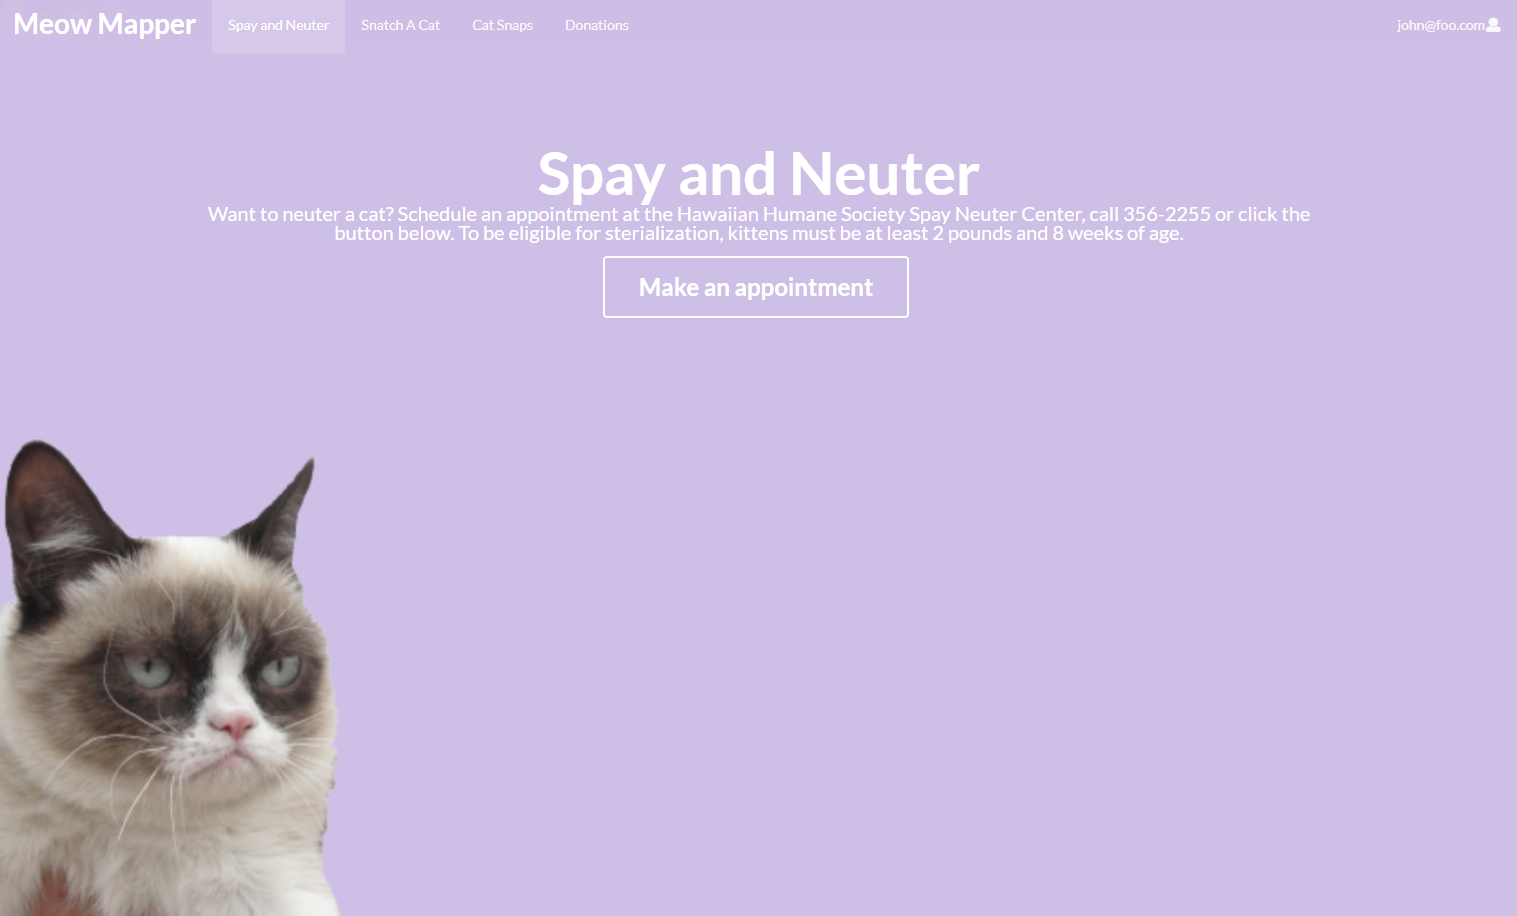 Meow Mapper Spay and Neuter Snatch A Cat Cat Snaps Donations john@foo.com
Spay and Neuter
Want to neuter a cat? Schedule an appointment at the Hawaiian Humane Society Spay Neuter Center, call 356-2255 or click the
button below. To be eligible for sterialization, kittens must be at least 2 pounds and 8 weeks of age.
Make an appointment